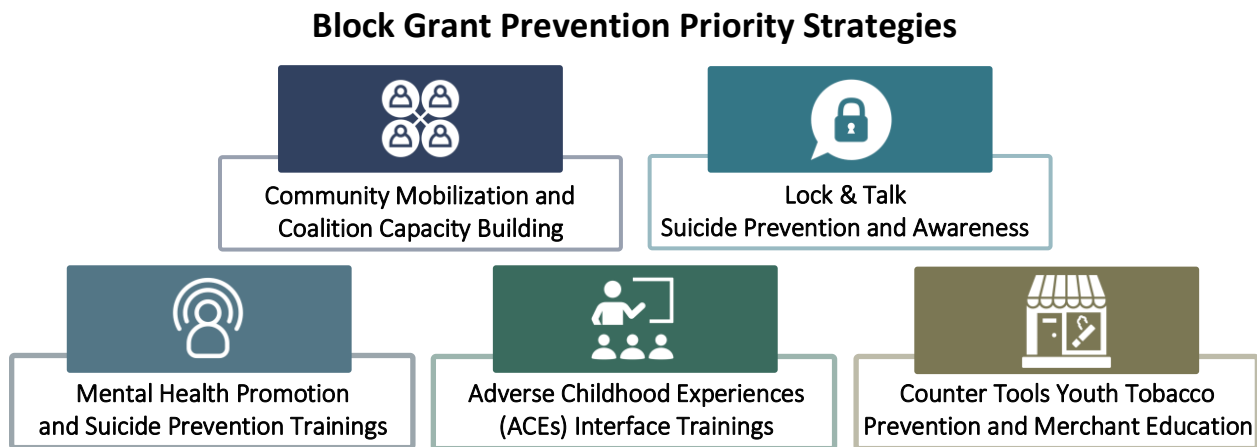 Block Grant Prevention Priority Strategies
Community Mobilization and
Coalition Capacity Building
Lock & Talk
Suicide Prevention and Awareness
Mental Health Promotion
and Suicide Prevention Trainings
Adverse Childhood Experiences
(ACEs) Interface Trainings
Counter Tools Youth Tobacco
Prevention and Merchant Education